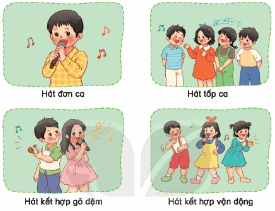 Hát đơn ca
Hát tốp ca
Hát kết hợp gõ đệm
Hát kết hợp vận động